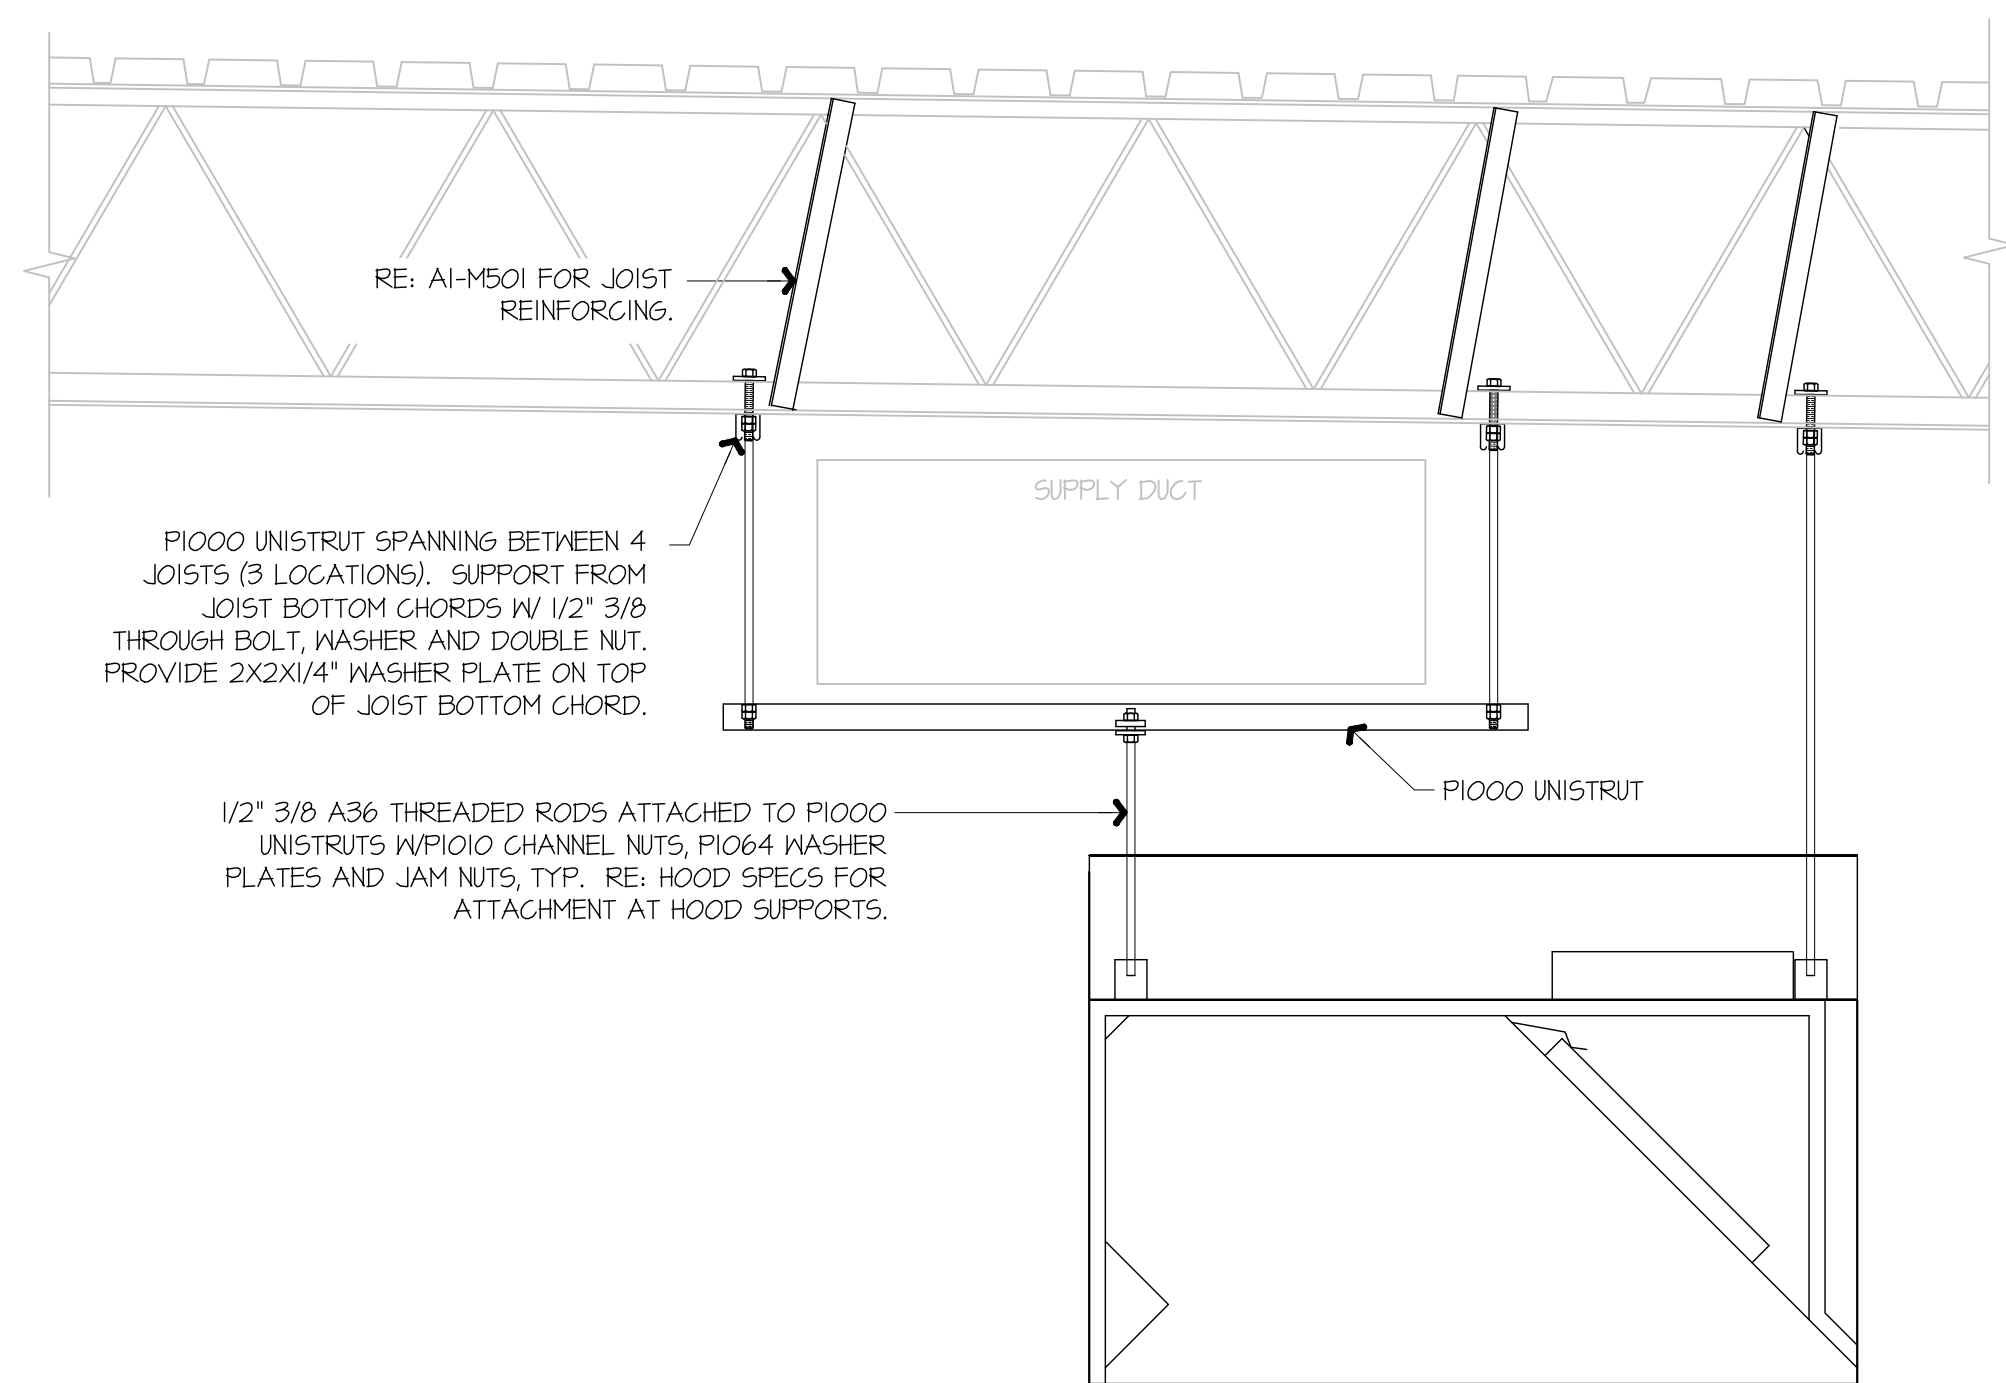 RE: A1-M501 FOR JOIST
REINFORCING.
SUPPLY DUCT
P1000 UNISTRUT SPANNING BETWEEN 4
JOISTS (3 LOCATIONS).  SUPPORT FROM
JOIST BOTTOM CHORDS W/ 1/2" 3/8
THROUGH BOLT, WASHER AND DOUBLE NUT.
PROVIDE 2X2X1/4" WASHER PLATE ON TOP
OF JOIST BOTTOM CHORD.
P1000 UNISTRUT
1/2" 3/8 A36 THREADED RODS ATTACHED TO P1000
UNISTRUTS W/P1010 CHANNEL NUTS, P1064 WASHER
PLATES AND JAM NUTS, TYP.  RE: HOOD SPECS FOR
ATTACHMENT AT HOOD SUPPORTS.